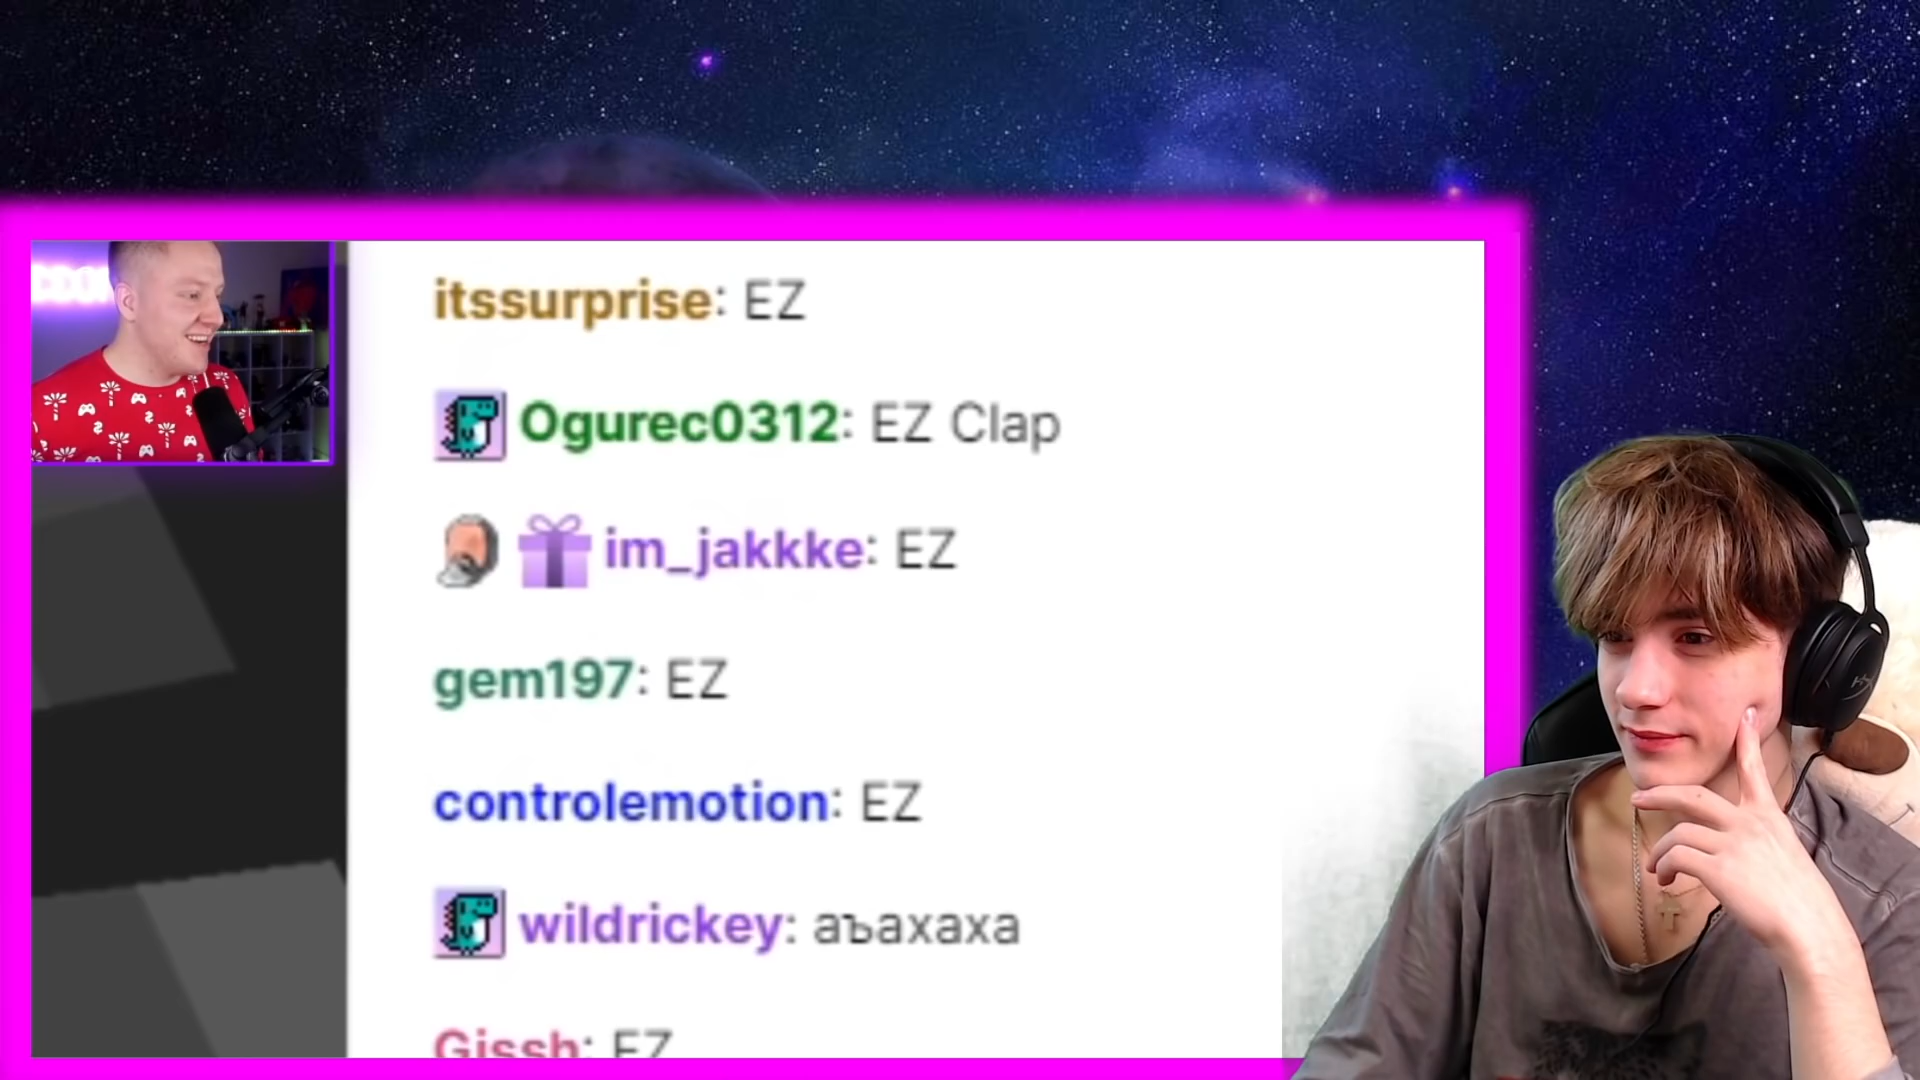 itssurprise: EZ
Ogurec0312: EZ Clap
im_jakkke: EZ
gem197: EZ
controlemotion: EZ
wildrickey: аъахаха
Gissh: EZ